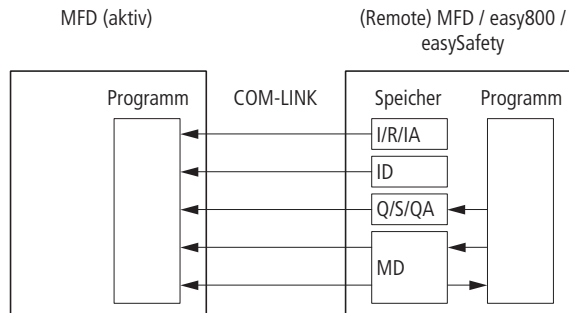 MFD (aktiv)
(Remote) MFD / easy800 /
easySafety
Programm
COM-LINK
Speicher
Programm
I/R/IA
ID
Q/S/QA
MD